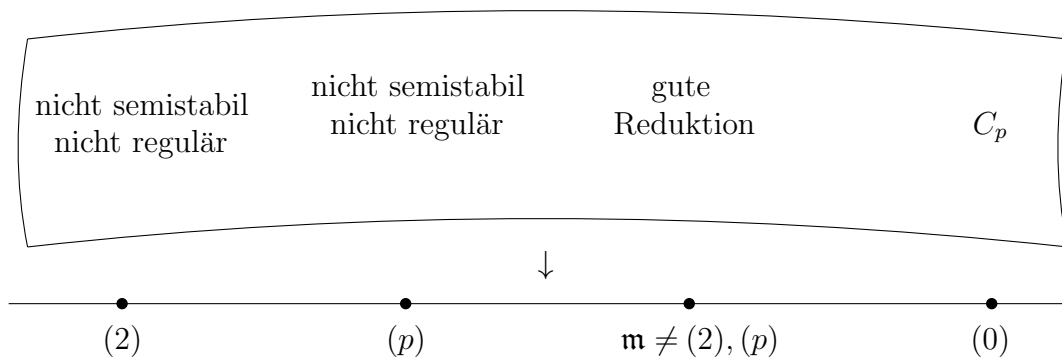 nicht semistabil
nicht regulär
nicht semistabil
nicht regulär
gute
Reduktion
C_p
↓
(2)
(p)
𝔪 ≠ (2), (p)
(0)